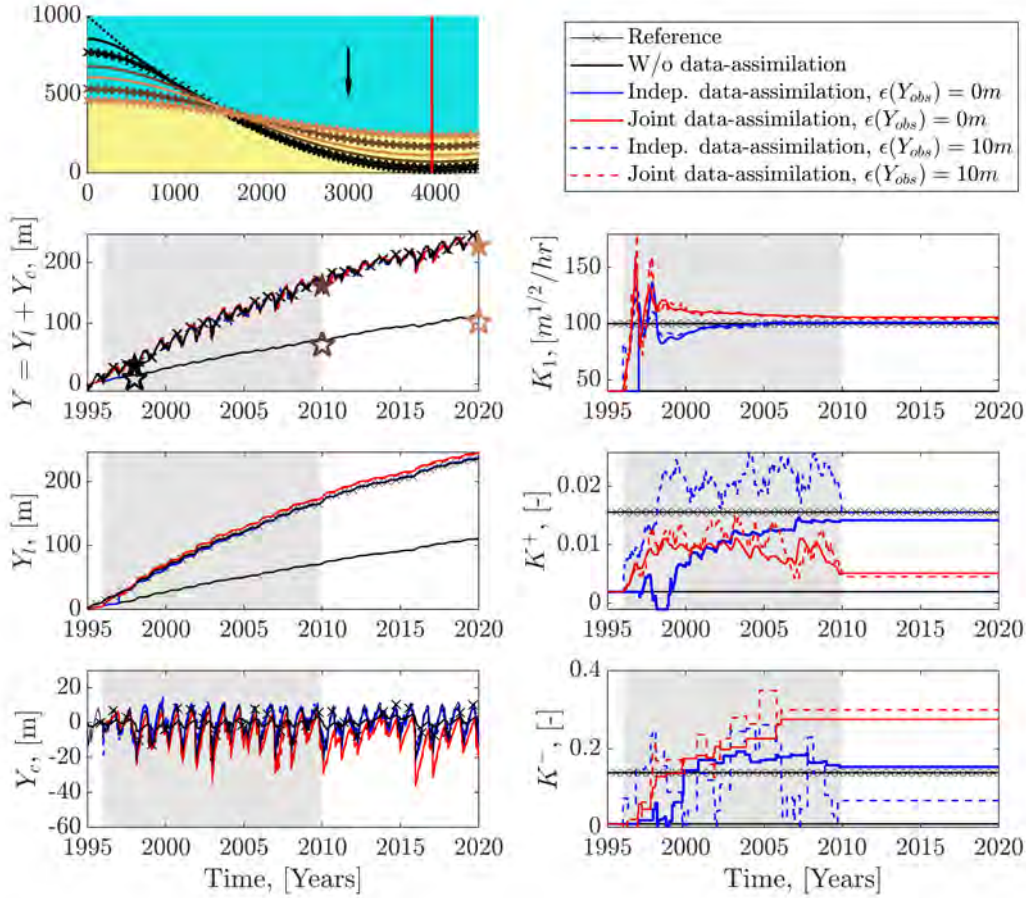 1000
500
0
0 1000 2000 3000 4000
Reference
W/o data-assimilation
Indep. data-assimilation, ϵ(Y_obs) = 0m
Joint data-assimilation, ϵ(Y_obs) = 0m
Indep. data-assimilation, ϵ(Y_obs) = 10m
Joint data-assimilation, ϵ(Y_obs) = 10m
Y = Y_l + Y_c, [m]
200
100
0
1995 2000 2005 2010 2015 2020
K_1, [m^{1/2}/hr]
150
100
50
1995 2000 2005 2010 2015 2020
Y_l, [m]
200
100
0
1995 2000 2005 2010 2015 2020
K^+, [-]
0.02
0.01
0
1995 2000 2005 2010 2015 2020
Y_c, [m]
20
0
-20
-60
1995 2000 2005 2010 2015 2020
Time, [Years]
K^-, [-]
0.4
0.2
0
1995 2000 2005 2010 2015 2020
Time, [Years]